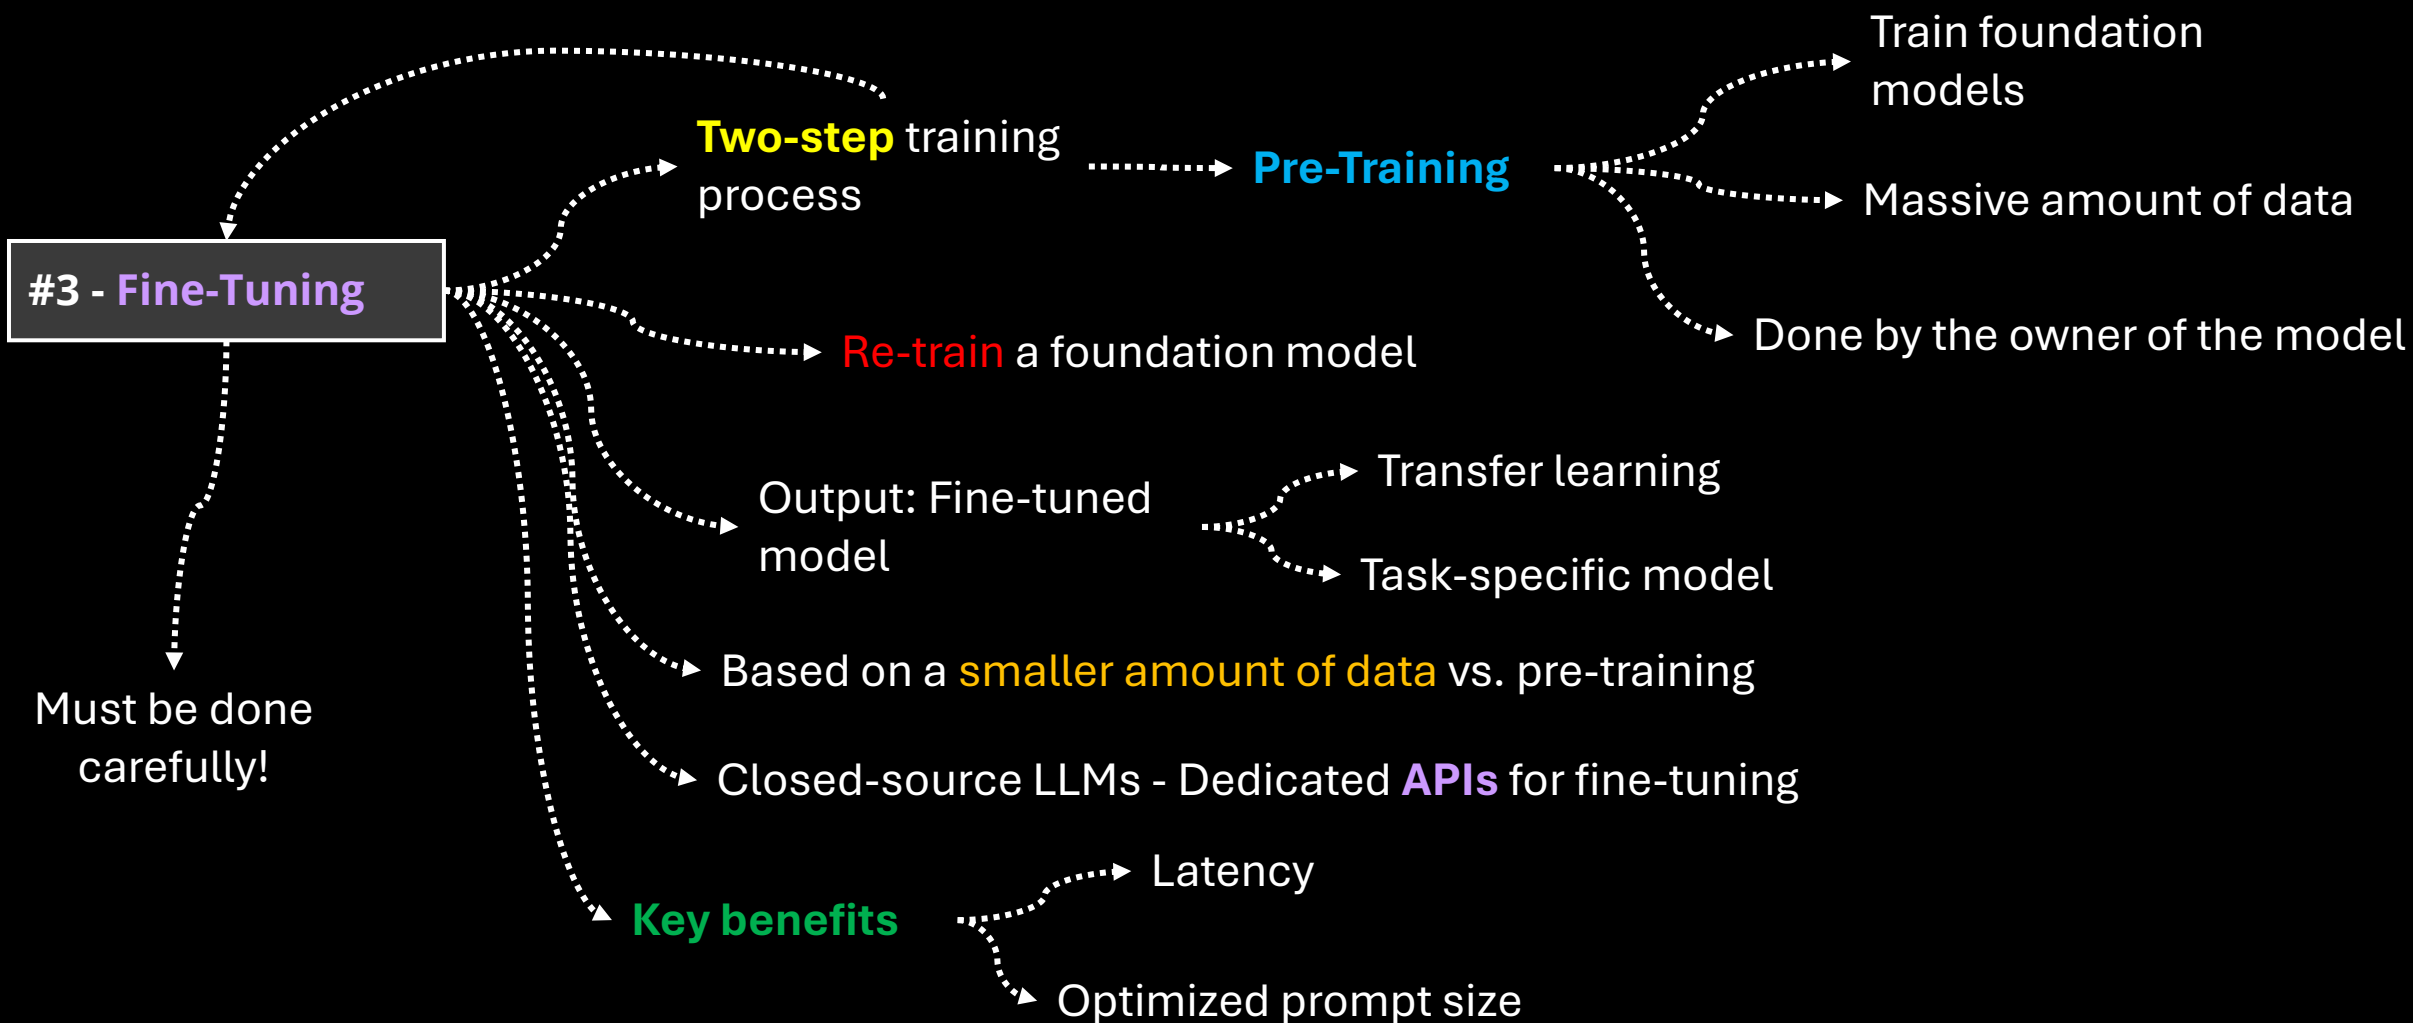 Train foundation
models
Two-step training
process
Pre-Training
Massive amount of data
#3 - Fine-Tuning
Done by the owner of the model
Re-train a foundation model
Transfer learning
Output: Fine-tuned
model
Task-specific model
Based on a smaller amount of data vs. pre-training
Must be done
carefully!
Closed-source LLMs - Dedicated APIs for fine-tuning
Latency
Key benefits
Optimized prompt size